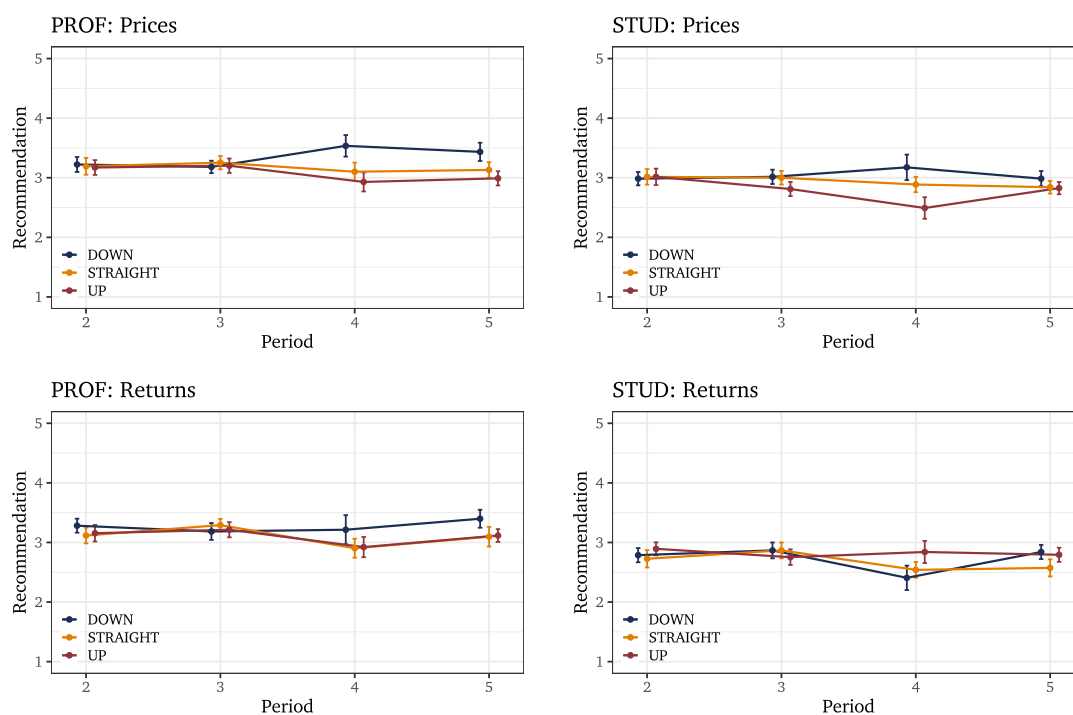 PROF: Prices
5
4
3
2
1
Recommendation
DOWN
STRAIGHT
UP
2 3 4 5
Period
STUD: Prices
5
4
3
2
1
Recommendation
DOWN
STRAIGHT
UP
2 3 4 5
Period
PROF: Returns
5
4
3
2
1
Recommendation
DOWN
STRAIGHT
UP
2 3 4 5
Period
STUD: Returns
5
4
3
2
1
Recommendation
DOWN
STRAIGHT
UP
2 3 4 5
Period